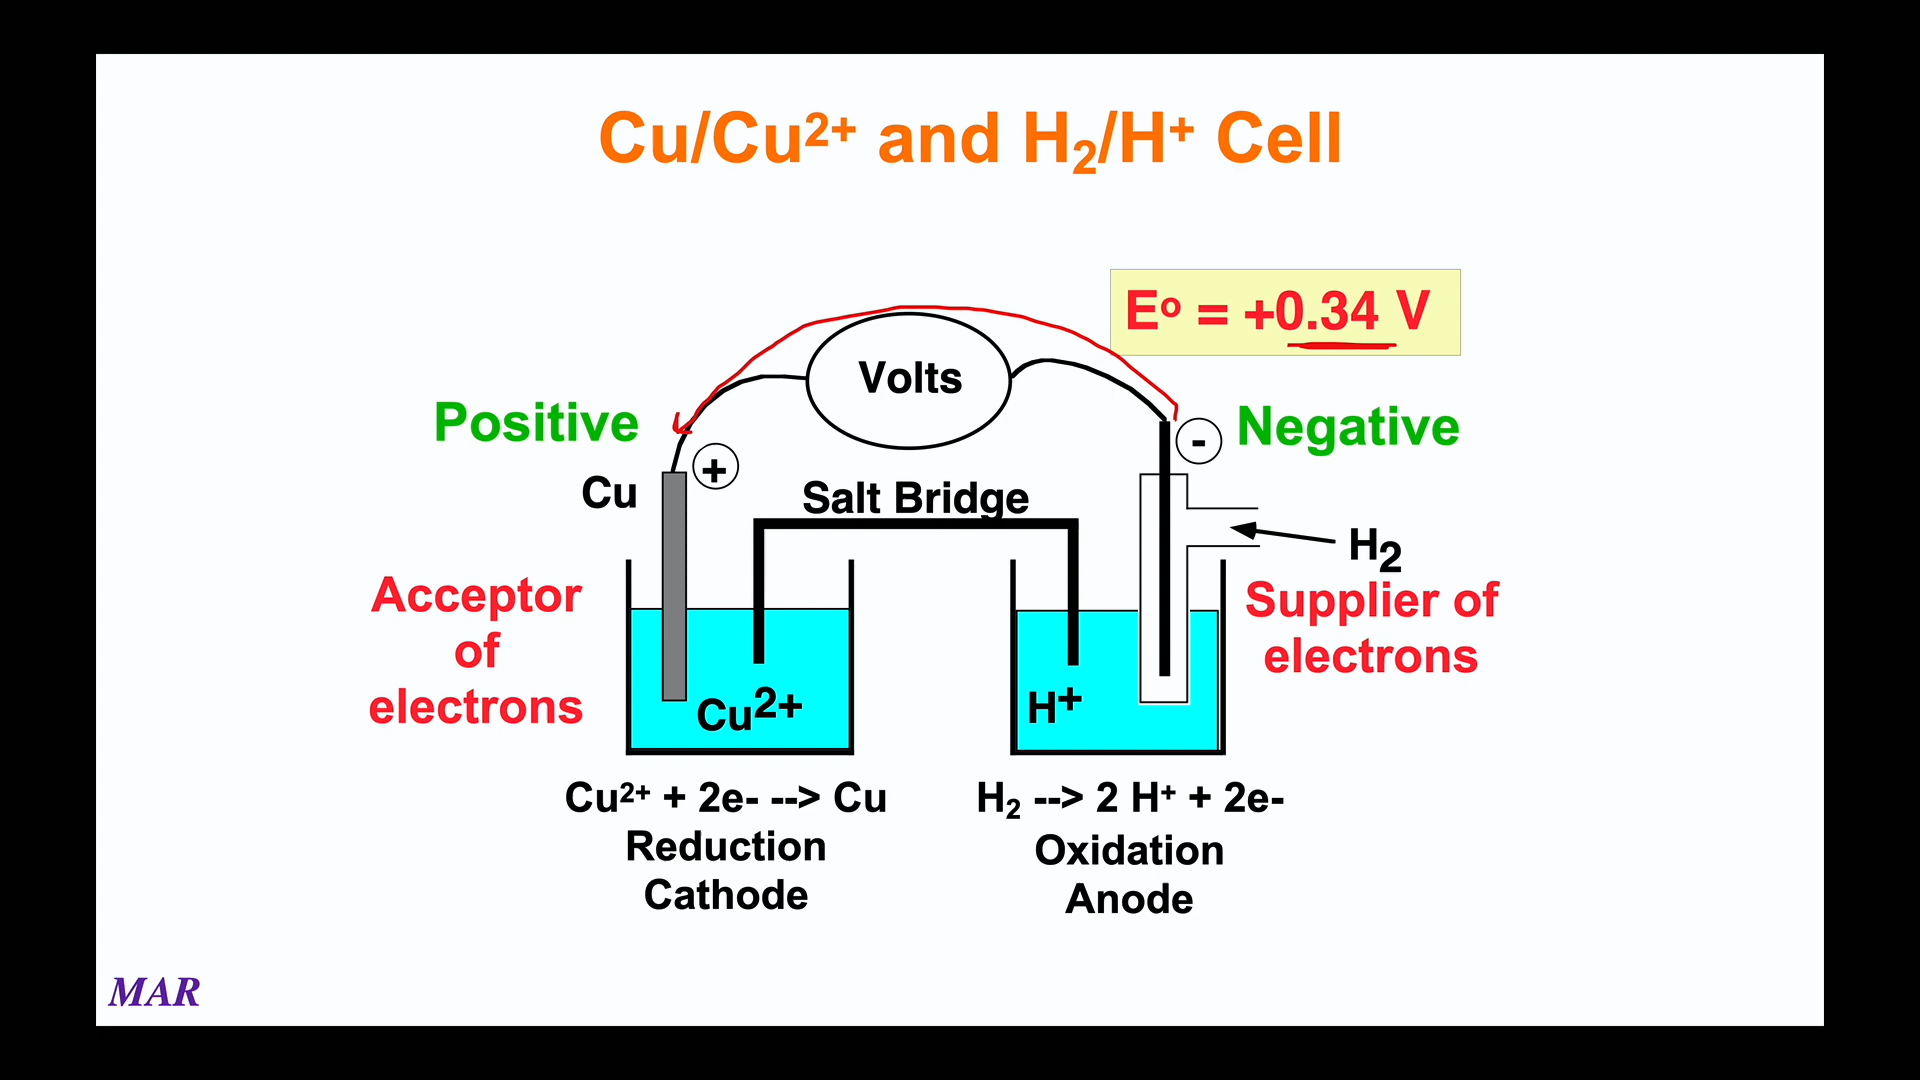 Cu/Cu²⁺ and H₂/H⁺ Cell
E° = +0.34 V
Volts
Positive
+
-
Negative
Cu
Salt Bridge
H₂
Acceptor
of
electrons
Supplier of
electrons
Cu²⁺
H⁺
Cu²⁺ + 2e- --> Cu
Reduction
Cathode
H₂ --> 2 H⁺ + 2e-
Oxidation
Anode
MAR